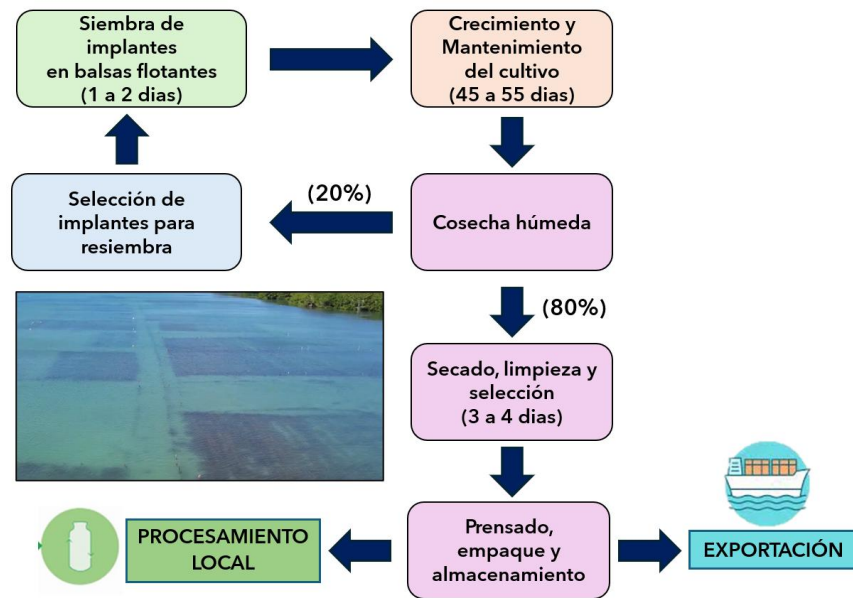 Siembra de
implantes
en balsas flotantes
(1 a 2 dias)
Crecimiento y
Mantenimiento
del cultivo
(45 a 55 dias)
Selección de
implantes para
resiembra
(20%)
Cosecha húmeda
(80%)
Secado, limpieza y
selección
(3 a 4 dias)
PROCESAMIENTO
LOCAL
Prensado,
empaque y
almacenamiento
EXPORTACIÓN